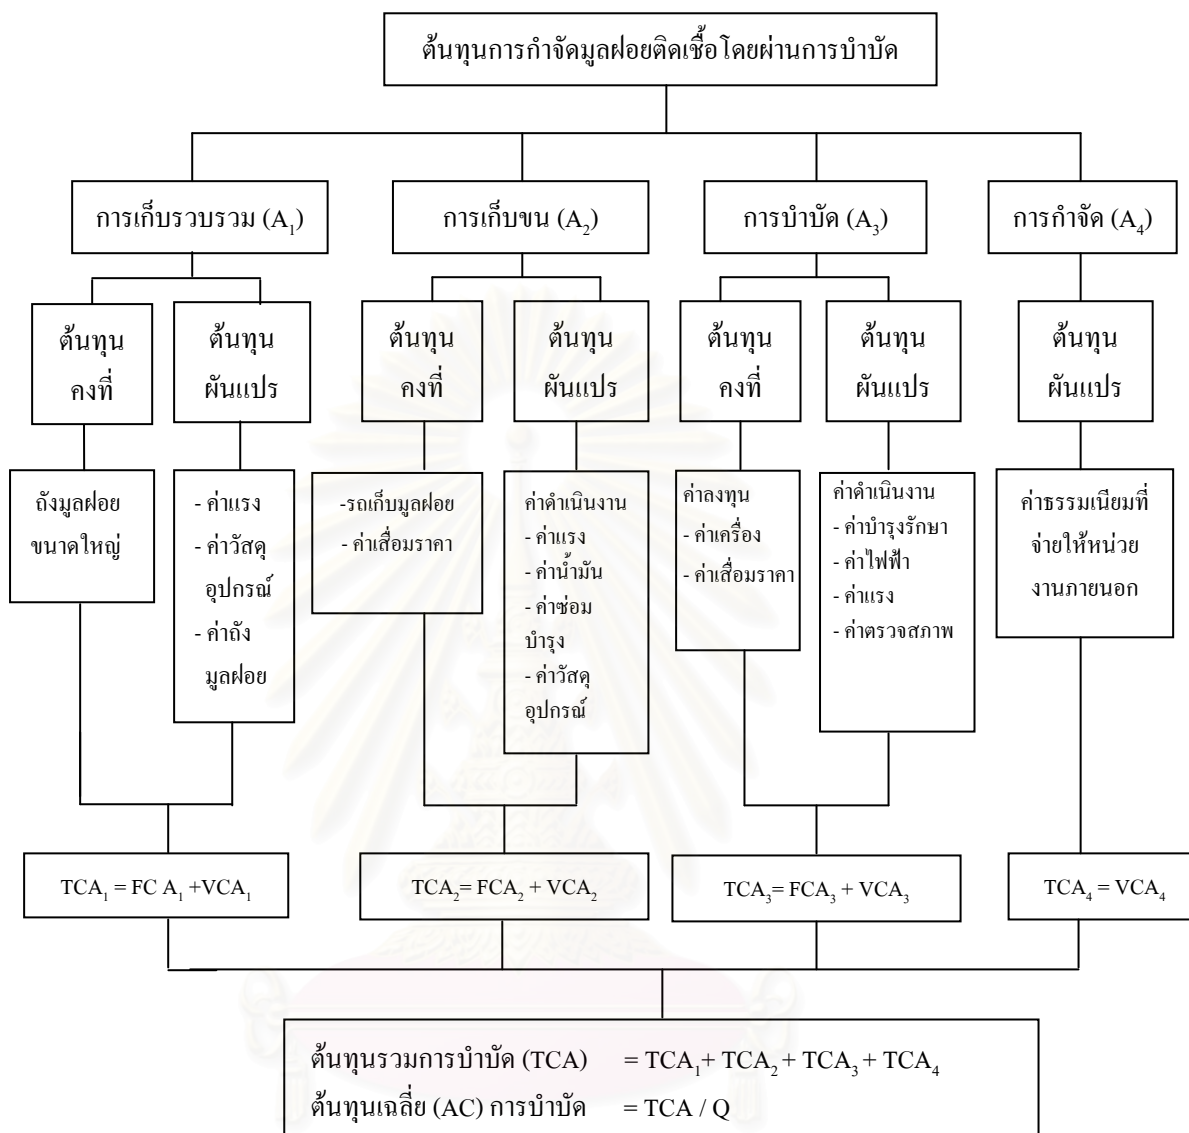 ต้นทุนการกำจัดมูลฝอยติดเชื้อโดยผ่านการบำบัด
การเก็บรวบรวม (A₁)
การเก็บขน (A₂)
การบำบัด (A₃)
การกำจัด (A₄)
ต้นทุน
คงที่
ต้นทุน
ผันแปร
ต้นทุน
คงที่
ต้นทุน
ผันแปร
ต้นทุน
คงที่
ต้นทุน
ผันแปร
ต้นทุน
ผันแปร
ถังมูลฝอย
ขนาดใหญ่
- ค่าแรง
- ค่าวัสดุ
อุปกรณ์
- ค่าถัง
มูลฝอย
-รถเก็บมูลฝอย
- ค่าเสื่อมราคา
ค่าดำเนินงาน
- ค่าแรง
- ค่าน้ำมัน
- ค่าซ่อม
บำรุง
- ค่าวัสดุ
อุปกรณ์
ค่าลงทุน
- ค่าเครื่อง
- ค่าเสื่อมราคา
ค่าดำเนินงาน
- ค่าบำรุงรักษา
- ค่าไฟฟ้า
- ค่าแรง
- ค่าตรวจสภาพ
ค่าธรรมเนียมที่
จ่ายให้หน่วย
งานภายนอก
TCA₁ = FC A₁ +VCA₁
TCA₂= FCA₂ + VCA₂
TCA₃= FCA₃ + VCA₃
TCA₄ = VCA₄
ต้นทุนรวมการบำบัด (TCA) = TCA₁+ TCA₂ + TCA₃ + TCA₄
ต้นทุนเฉลี่ย (AC) การบำบัด = TCA / Q